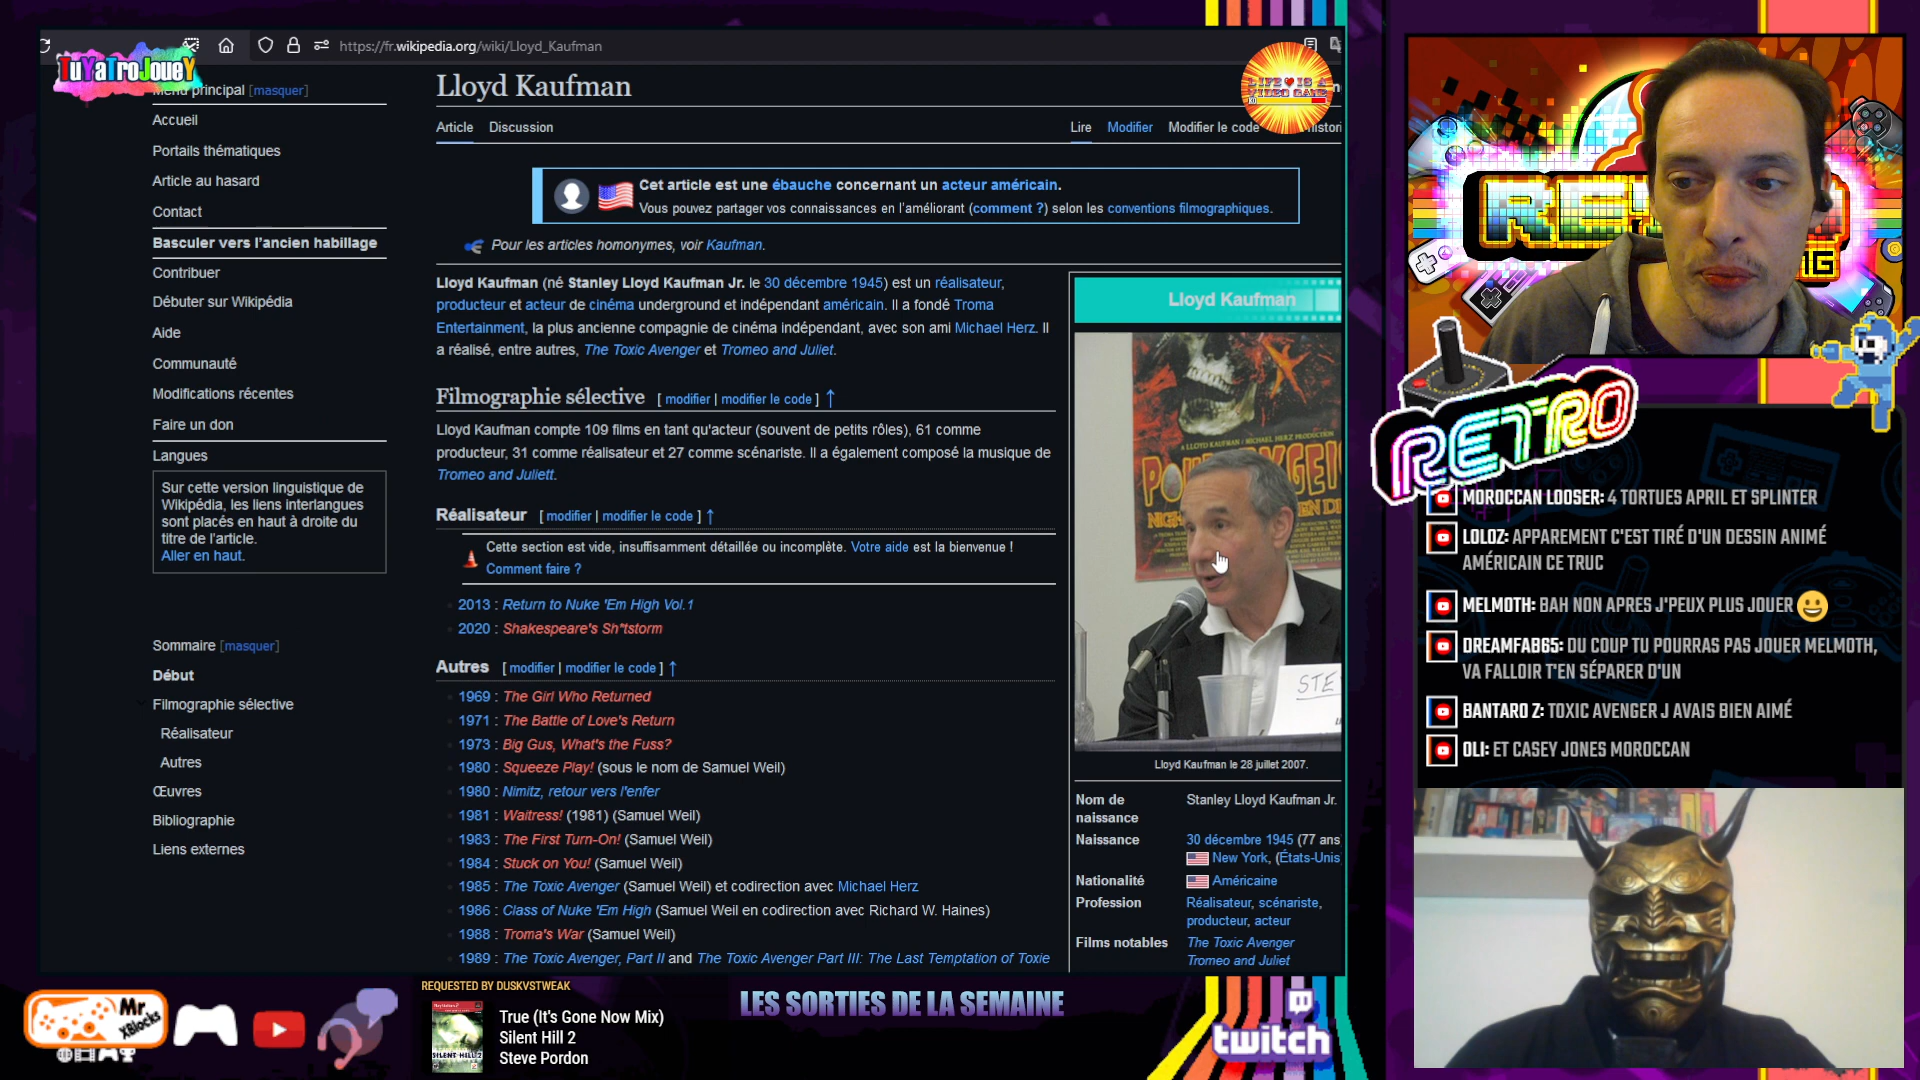 https://fr.wikipedia.org/wiki/Lloyd_Kaufman
TuYaTroJoueY
Menu principal [masquer]
Accueil
Portails thématiques
Article au hasard
Contact
Basculer vers l'ancien habillage
Contribuer
Débuter sur Wikipédia
Aide
Communauté
Modifications récentes
Faire un don
Langues
Sur cette version linguistique de
Wikipédia, les liens interlangues
sont placés en haut à droite du
titre de l'article.
Aller en haut.
Sommaire [masquer]
Début
Filmographie sélective
Réalisateur
Autres
Œuvres
Bibliographie
Liens externes
Lloyd Kaufman
Article Discussion
Lire Modifier Modifier le code
LIFE IS A
VIDEO GAME
Cet article est une ébauche concernant un acteur américain.
Vous pouvez partager vos connaissances en l'améliorant (comment ?) selon les conventions filmographiques.
Pour les articles homonymes, voir Kaufman.
Lloyd Kaufman (né Stanley Lloyd Kaufman Jr. le 30 décembre 1945) est un réalisateur,
producteur et acteur de cinéma underground et indépendant américain. Il a fondé Troma
Entertainment, la plus ancienne compagnie de cinéma indépendant, avec son ami Michael Herz. Il
a réalisé, entre autres, The Toxic Avenger et Tromeo and Juliet.
Filmographie sélective [ modifier | modifier le code ] ↑
Lloyd Kaufman compte 109 films en tant qu'acteur (souvent de petits rôles), 61 comme
producteur, 31 comme réalisateur et 27 comme scénariste. Il a également composé la musique de
Tromeo and Juliett.
Réalisateur [ modifier | modifier le code ] ↑
Cette section est vide, insuffisamment détaillée ou incomplète. Votre aide est la bienvenue !
Comment faire ?
2013 : Return to Nuke 'Em High Vol.1
2020 : Shakespeare's Sh*tstorm
Autres [ modifier | modifier le code ] ↑
1969 : The Girl Who Returned
1971 : The Battle of Love's Return
1973 : Big Gus, What's the Fuss?
1980 : Squeeze Play! (sous le nom de Samuel Weil)
1980 : Nimitz, retour vers l'enfer
1981 : Waitress! (1981) (Samuel Weil)
1983 : The First Turn-On! (Samuel Weil)
1984 : Stuck on You! (Samuel Weil)
1985 : The Toxic Avenger (Samuel Weil) et codirection avec Michael Herz
1986 : Class of Nuke 'Em High (Samuel Weil en codirection avec Richard W. Haines)
1988 : Troma's War (Samuel Weil)
1989 : The Toxic Avenger, Part II and The Toxic Avenger Part III: The Last Temptation of Toxie
Lloyd Kaufman
A LLOYD KAUFMAN / MICHAEL HERZ PRODUCTION
STE
Lloyd Kaufman le 28 juillet 2007.
Nom de
naissance
Stanley Lloyd Kaufman Jr.
Naissance
30 décembre 1945 (77 ans
New York, (États-Unis
Nationalité
Américaine
Profession
Réalisateur, scénariste,
producteur, acteur
Films notables
The Toxic Avenger
Tromeo and Juliet
RETRO
MOROCCAN LOOSER: 4 TORTUES APRIL ET SPLINTER
LOLOZ: APPAREMENT C'EST TIRÉ D'UN DESSIN ANIMÉ
AMÉRICAIN CE TRUC
MELMOTH: BAH NON APRES J'PEUX PLUS JOUER
DREAMFAB65: DU COUP TU POURRAS PAS JOUER MELMOTH,
VA FALLOIR T'EN SÉPARER D'UN
BANTARO Z: TOXIC AVENGER J AVAIS BIEN AIMÉ
OLI: ET CASEY JONES MOROCCAN
Mr
XBlocks
REQUESTED BY DUSKVSTWEAK
SILENT HILL 2
True (It's Gone Now Mix)
Silent Hill 2
Steve Pordon
LES SORTIES DE LA SEMAINE
twitch